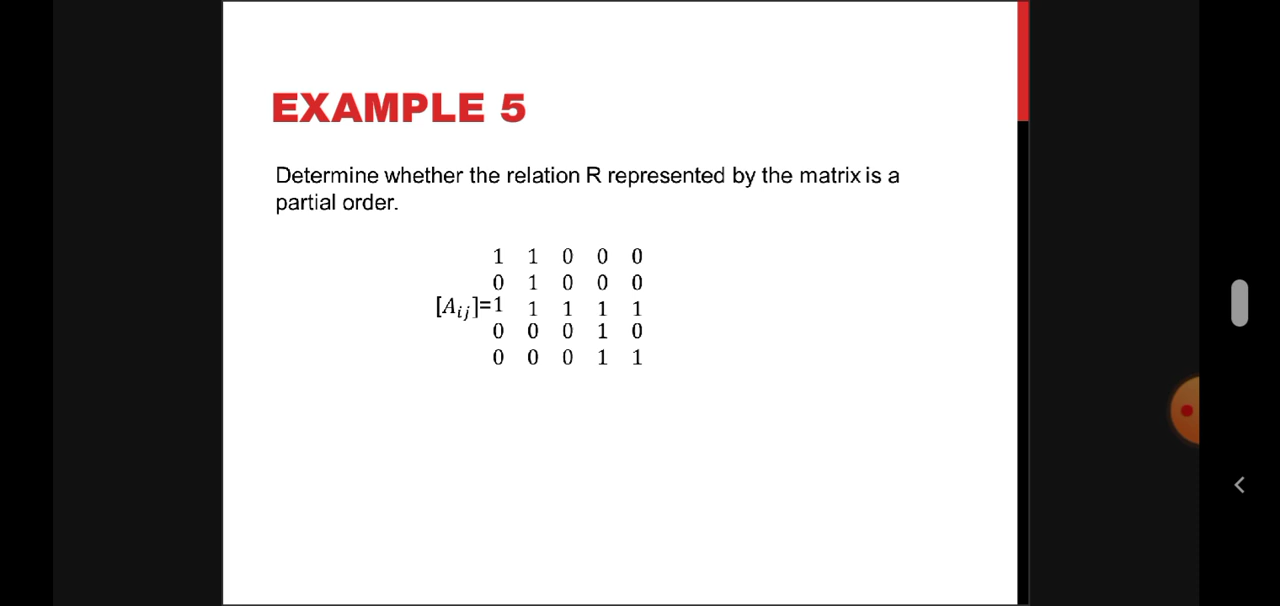 EXAMPLE 5
Determine whether the relation R represented by the matrix is a
partial order.
1 1 0 0 0
0 1 0 0 0
[A_{ij}]=1 1 1 1 1
0 0 0 1 0
0 0 0 1 1